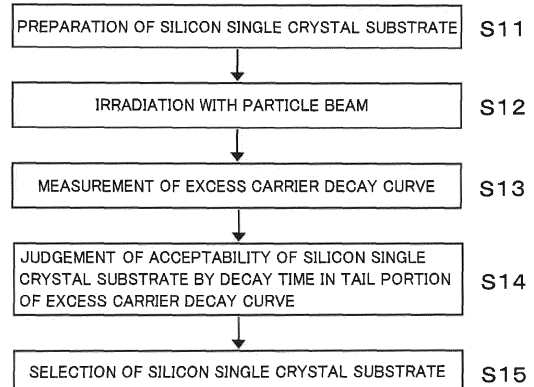 PREPARATION OF SILICON SINGLE CRYSTAL SUBSTRATE S11
IRRADIATION WITH PARTICLE BEAM S12
MEASUREMENT OF EXCESS CARRIER DECAY CURVE S13
JUDGEMENT OF ACCEPTABILITY OF SILICON SINGLE
CRYSTAL SUBSTRATE BY DECAY TIME IN TAIL PORTION S14
OF EXCESS CARRIER DECAY CURVE
SELECTION OF SILICON SINGLE CRYSTAL SUBSTRATE S15